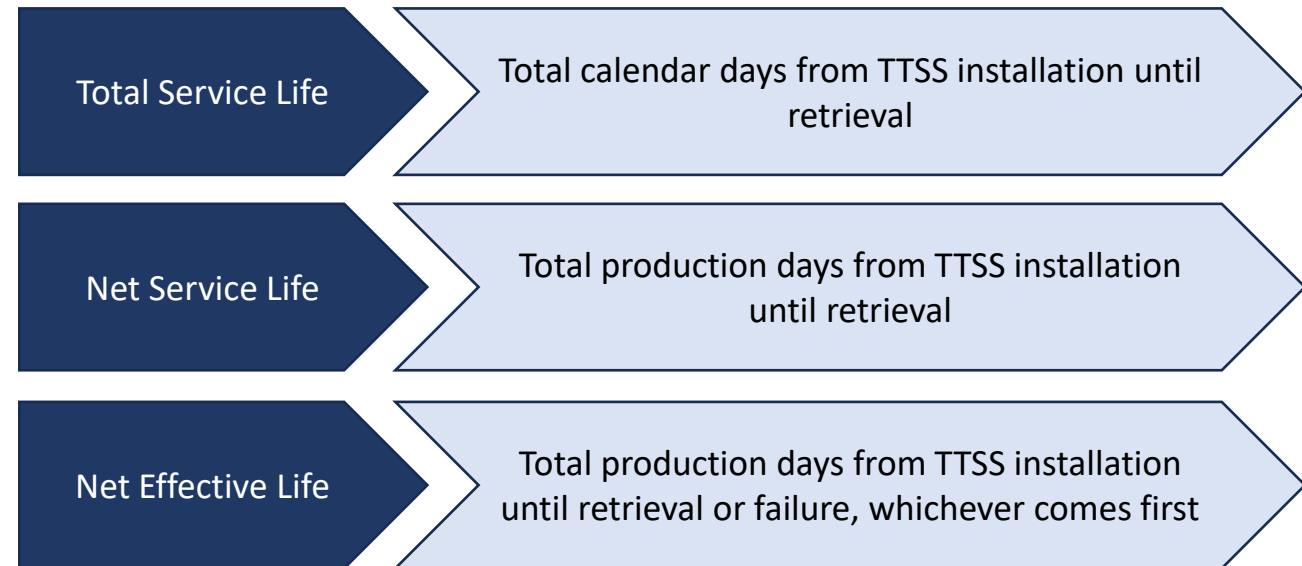 Total Service Life
Total calendar days from TTSS installation until
retrieval
Net Service Life
Total production days from TTSS installation
until retrieval
Net Effective Life
Total production days from TTSS installation
until retrieval or failure, whichever comes first